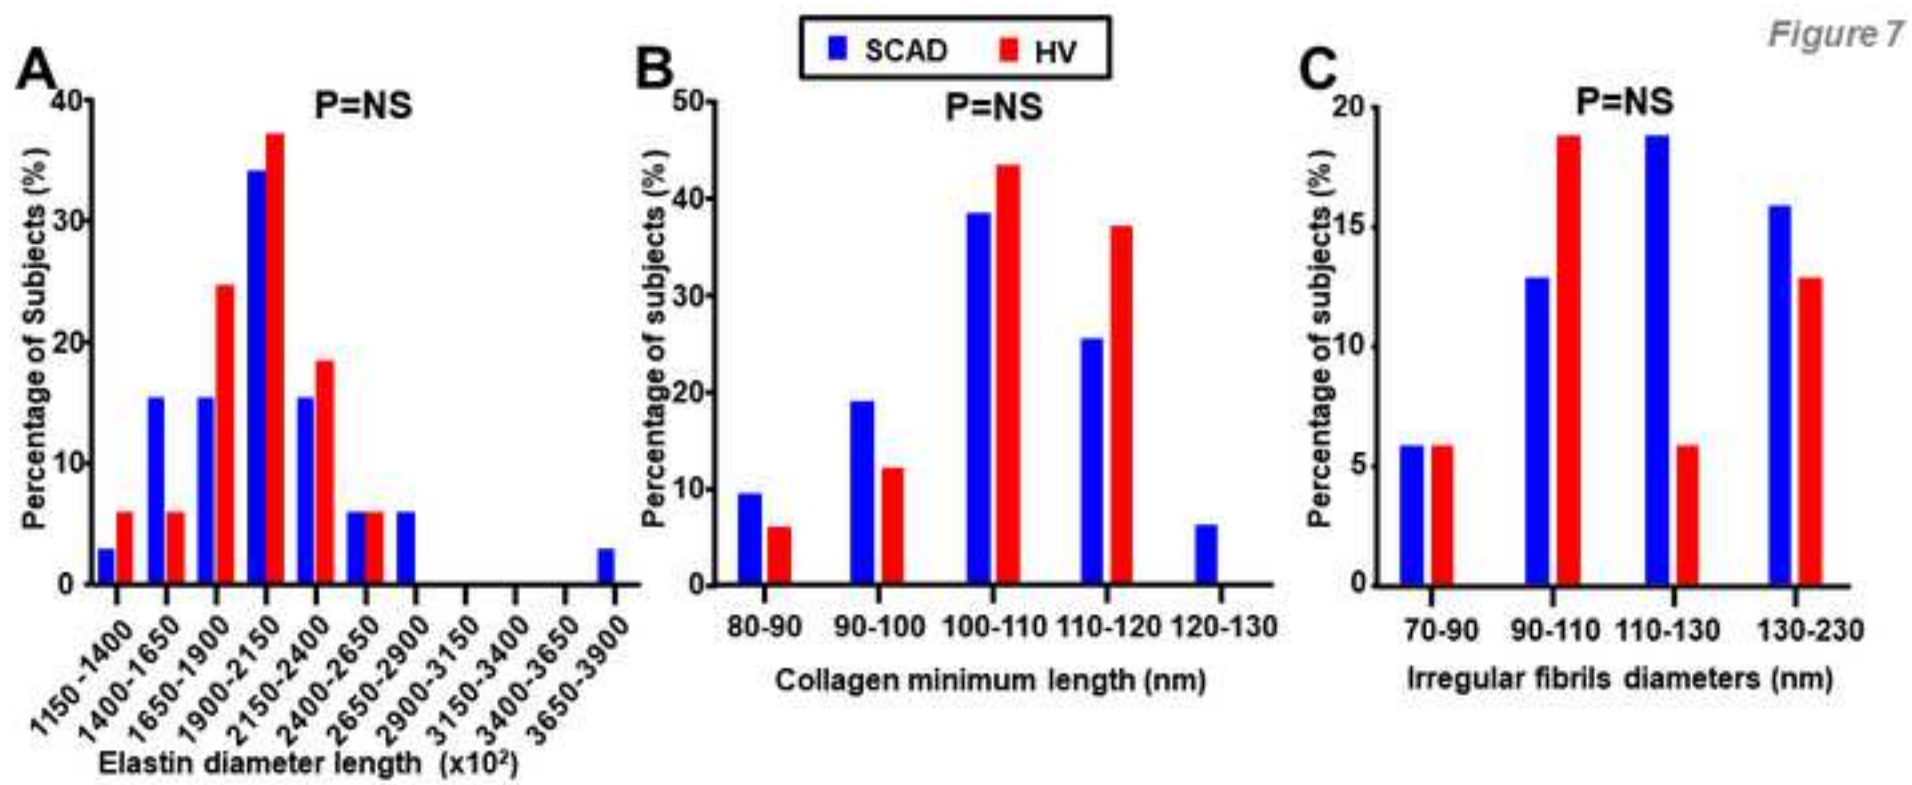 Figure 7
SCAD HV
A
P=NS
Percentage of Subjects (%)
40
30
20
10
0
1150 -1400
1400-1650
1650-1900
1900-2150
2150-2400
2400-2650
2650-2900
2900-3150
3150-3400
3400-3650
3650-3900
Elastin diameter length (x10²)
B
P=NS
Percentage of subjects (%)
50
40
30
20
10
0
80-90 90-100 100-110 110-120 120-130
Collagen minimum length (nm)
C
P=NS
Percentage of subjects (%)
20
15
10
5
0
70-90 90-110 110-130 130-230
Irregular fibrils diameters (nm)